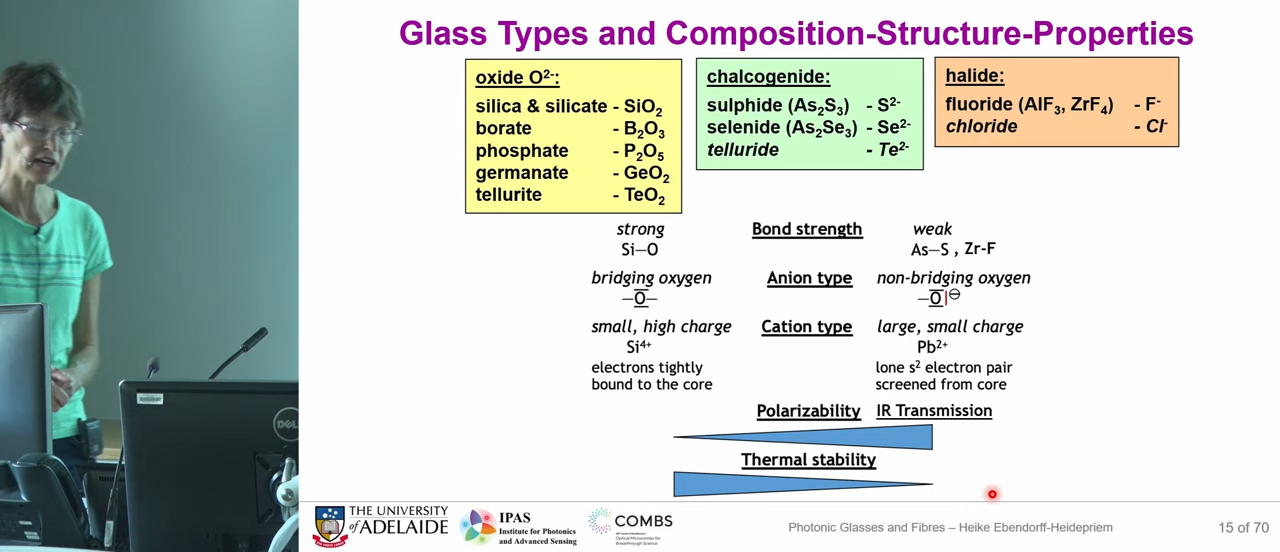 Glass Types and Composition-Structure-Properties
oxide O²⁻:
silica & silicate - SiO₂
borate - B₂O₃
phosphate - P₂O₅
germanate - GeO₂
tellurite - TeO₂
chalcogenide:
sulphide (As₂S₃) - S²⁻
selenide (As₂Se₃) - Se²⁻
telluride - Te²⁻
halide:
fluoride (AlF₃, ZrF₄) - F⁻
chloride - Cl⁻
strong Bond strength weak
Si—O As—S , Zr-F
bridging oxygen Anion type non-bridging oxygen
—O— —O|⊖
small, high charge Cation type large, small charge
Si⁴⁺ Pb²⁺
electrons tightly
bound to the core
lone s² electron pair
screened from core
Polarizability IR Transmission
Thermal stability
DELL
THE UNIVERSITY
of ADELAIDE
IPAS
Institute for Photonics
and Advanced Sensing
COMBS
Photonic Glasses and Fibres – Heike Ebendorff-Heidepriem
15 of 70